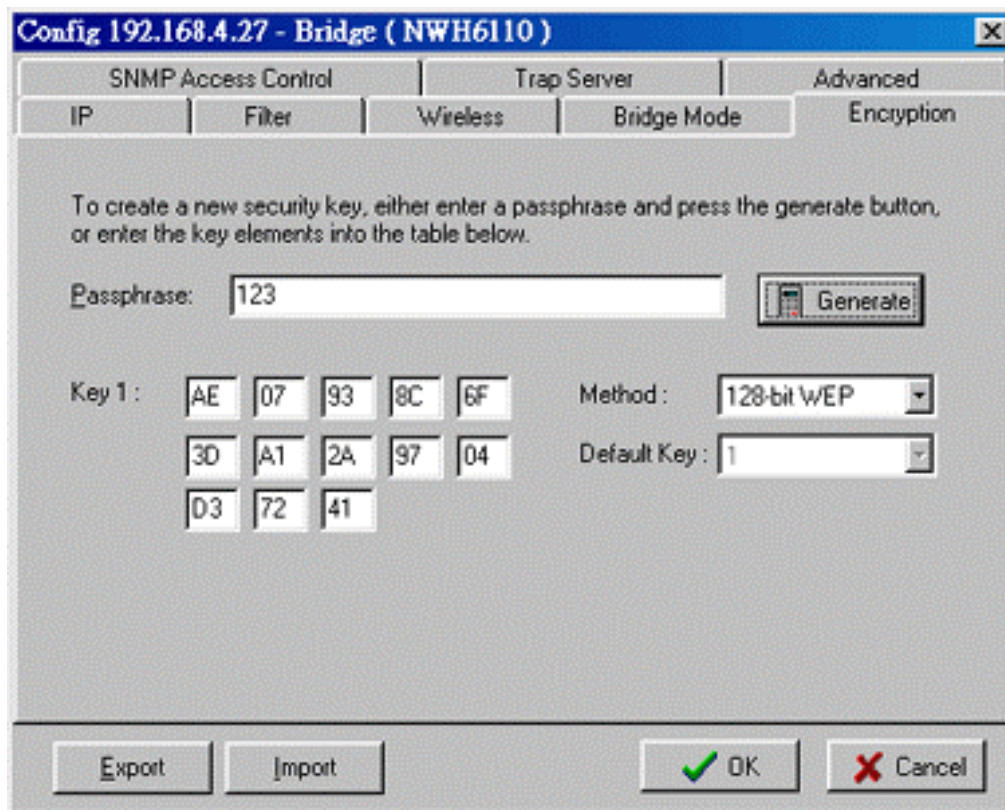 Config 192.168.4.27 - Bridge ( NWH6110 )
SNMP Access Control Trap Server Advanced
IP Filter Wireless Bridge Mode Encryption
To create a new security key, either enter a passphrase and press the generate button,
or enter the key elements into the table below.
Passphrase: 123 Generate
Key 1 : AE 07 93 8C 6F Method : 128-bit WEP
3D A1 2A 97 04 Default Key : 1
D3 72 41
Export Import OK Cancel